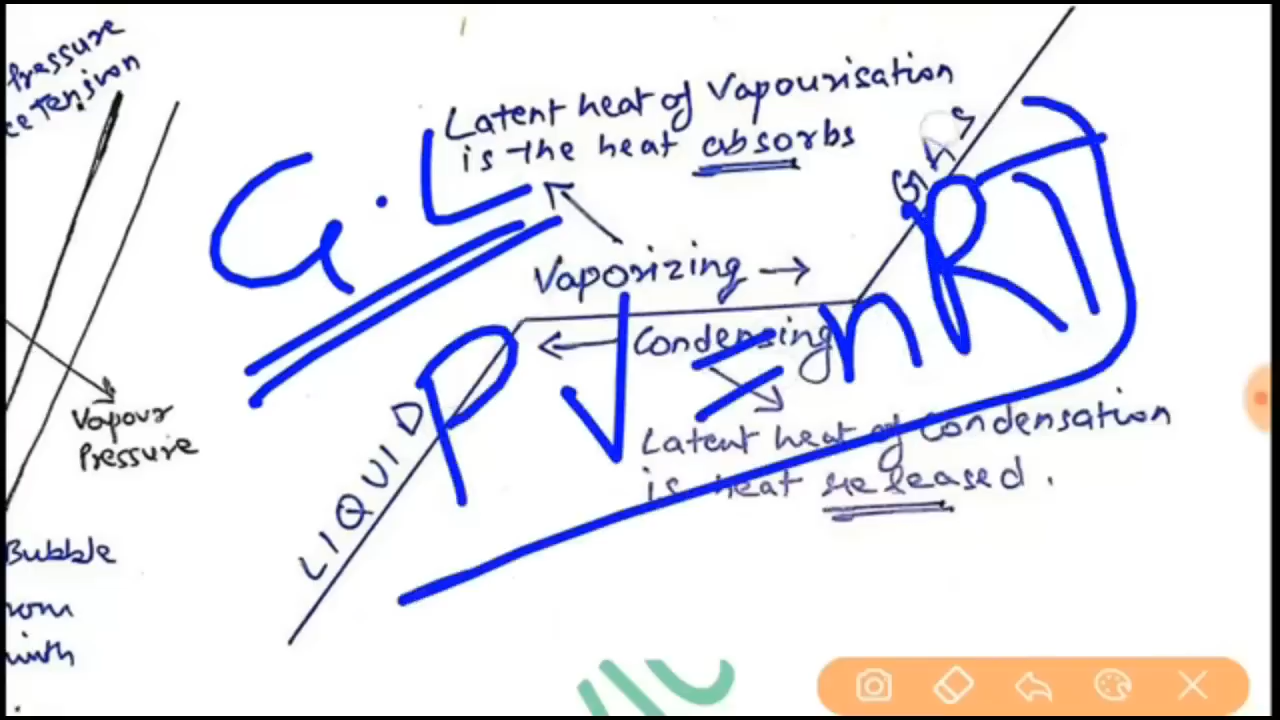 Pressure
Tension
Latent heat of Vapourisation
is the heat absorbs
G.L
GAS
Vaporizing
Condensing
PV = nRT
LIQUID
Latent heat of condensation
is heat released.
Vapour
Pressure
Bubble